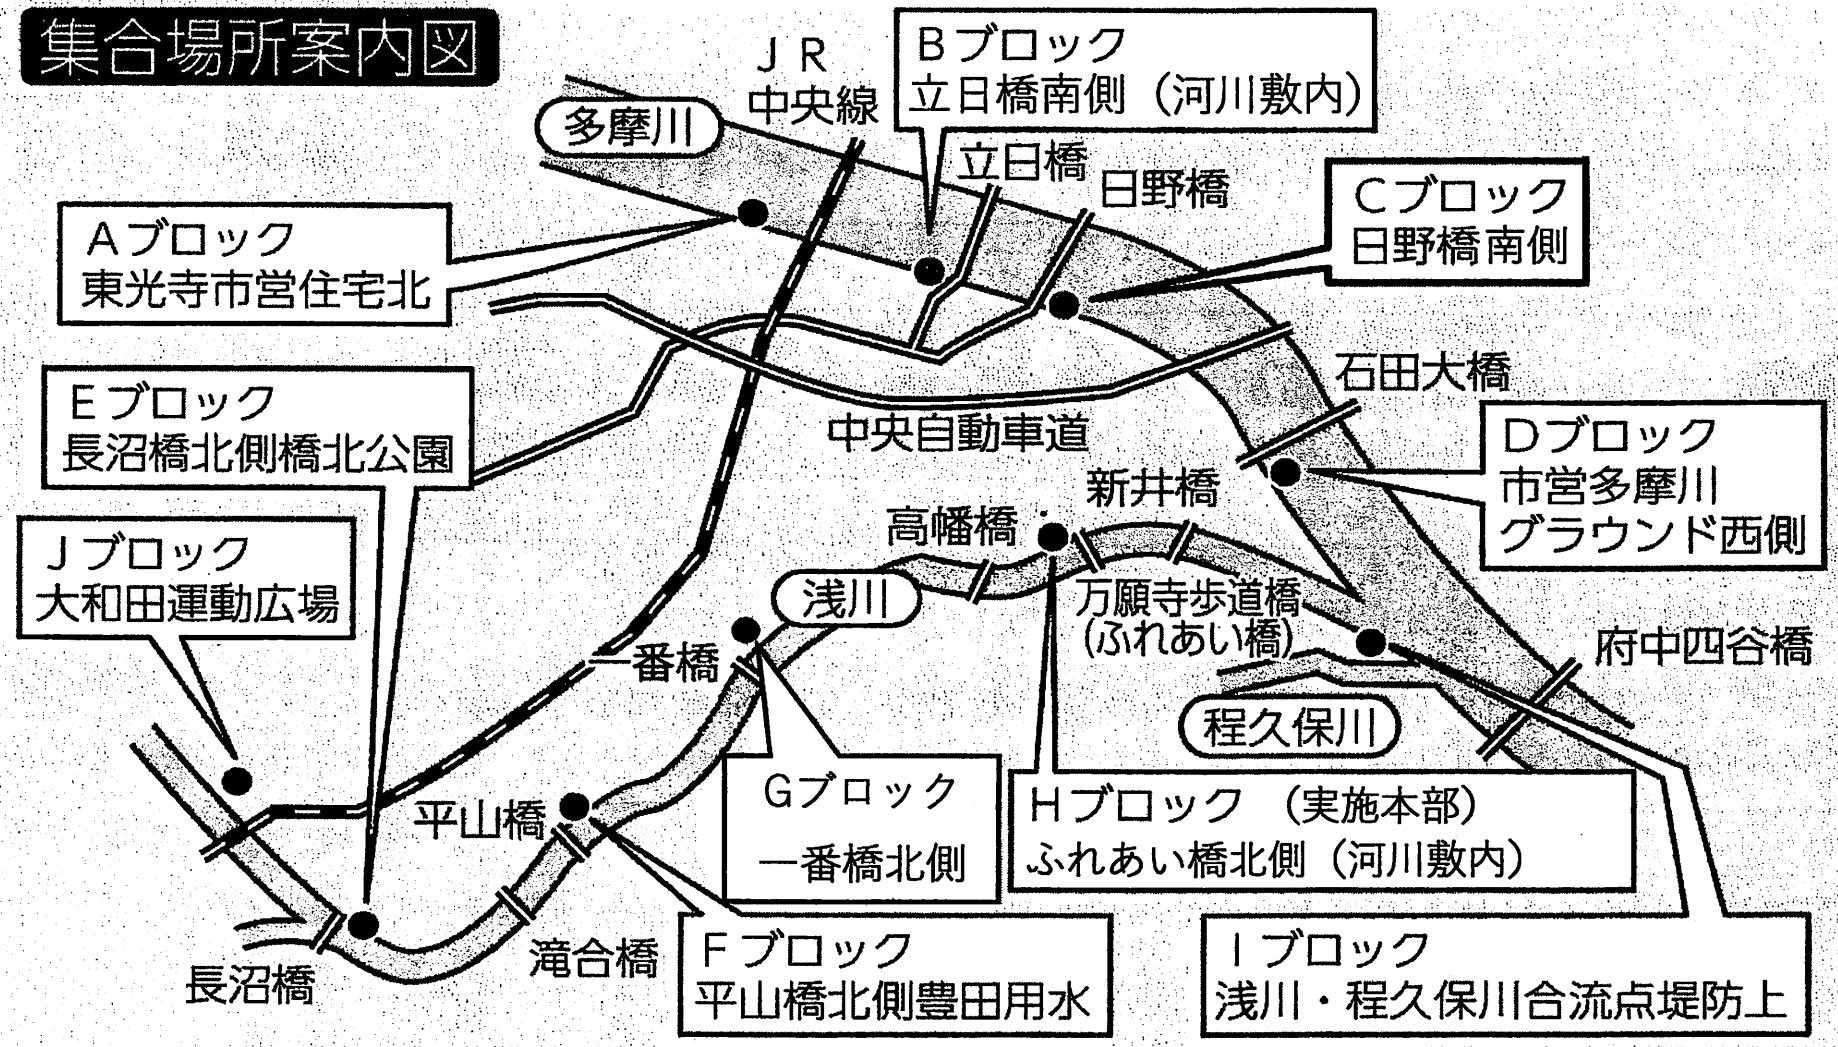 集合場所案内図
JR
中央線
多摩川
Bブロック
立日橋南側（河川敷内）
立日橋
日野橋
Cブロック
日野橋南側
Aブロック
東光寺市営住宅北
石田大橋
中央自動車道
Eブロック
長沼橋北側橋北公園
Dブロック
市営多摩川
グラウンド西側
新井橋
高幡橋
Jブロック
大和田運動広場
浅川
万願寺歩道橋
（ふれあい橋）
一番橋
府中四谷橋
程久保川
平山橋
Gブロック
一番橋北側
Hブロック （実施本部）
ふれあい橋北側（河川敷内）
長沼橋
滝合橋
Fブロック
平山橋北側豊田用水
Iブロック
浅川・程久保川合流点堤防上